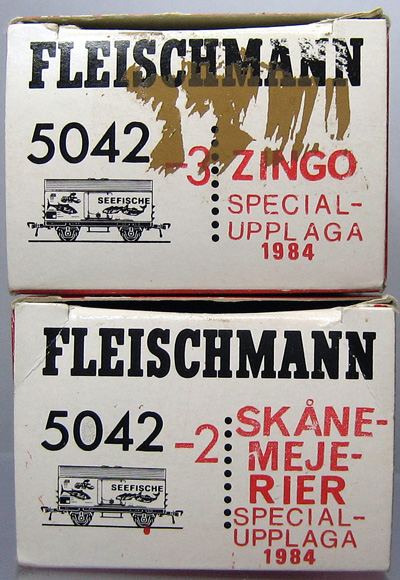 FLEISCHMANN
5042 -3 ZINGO
SEEFISCHE SPECIAL-
UPPLAGA
1984
FLEISCHMANN
5042 -2 SKÅNE-
MEJE-
SEEFISCHE RIER
SPECIAL-
UPPLAGA
1984